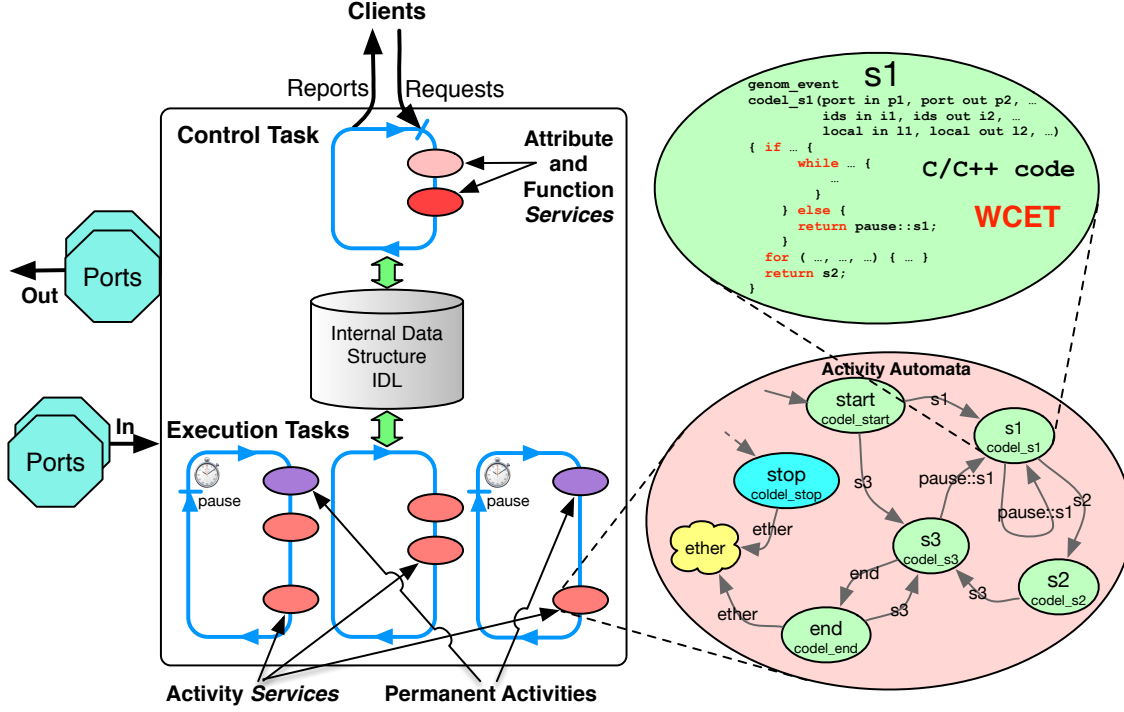 Clients
Reports
Requests
Control Task
Attribute
and
Function
Services
Ports
Out
Internal Data
Structure
IDL
Ports
In
Execution Tasks
pause
pause
Activity Services
Permanent Activities
s1
genom_event
codel_s1(port in p1, port out p2, …
ids in i1, ids out i2, …
local in l1, local out l2, …)
{ if … {
while … {
…
}
} else {
return pause::s1;
}
for ( …, …, …) { … }
return s2;
}
C/C++ code
WCET
Activity Automata
start
codel_start
s1
s1
codel_s1
stop
coldel_stop
s3
pause::s1
pause::s1
s2
ether
ether
s3
codel_s3
end
s2
codel_s2
s3
ether
s3
end
codel_end